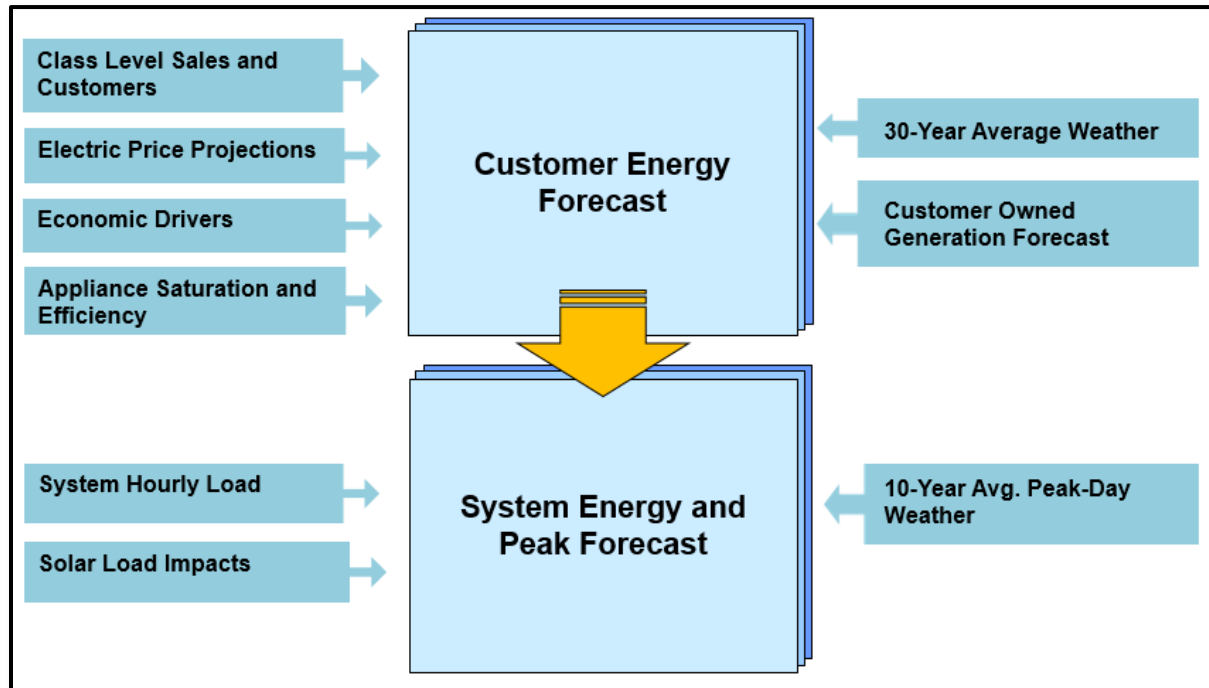 Class Level Sales and
Customers
Electric Price Projections
Economic Drivers
Appliance Saturation and
Efficiency
Customer Energy
Forecast
30-Year Average Weather
Customer Owned
Generation Forecast
System Hourly Load
Solar Load Impacts
System Energy and
Peak Forecast
10-Year Avg. Peak-Day
Weather